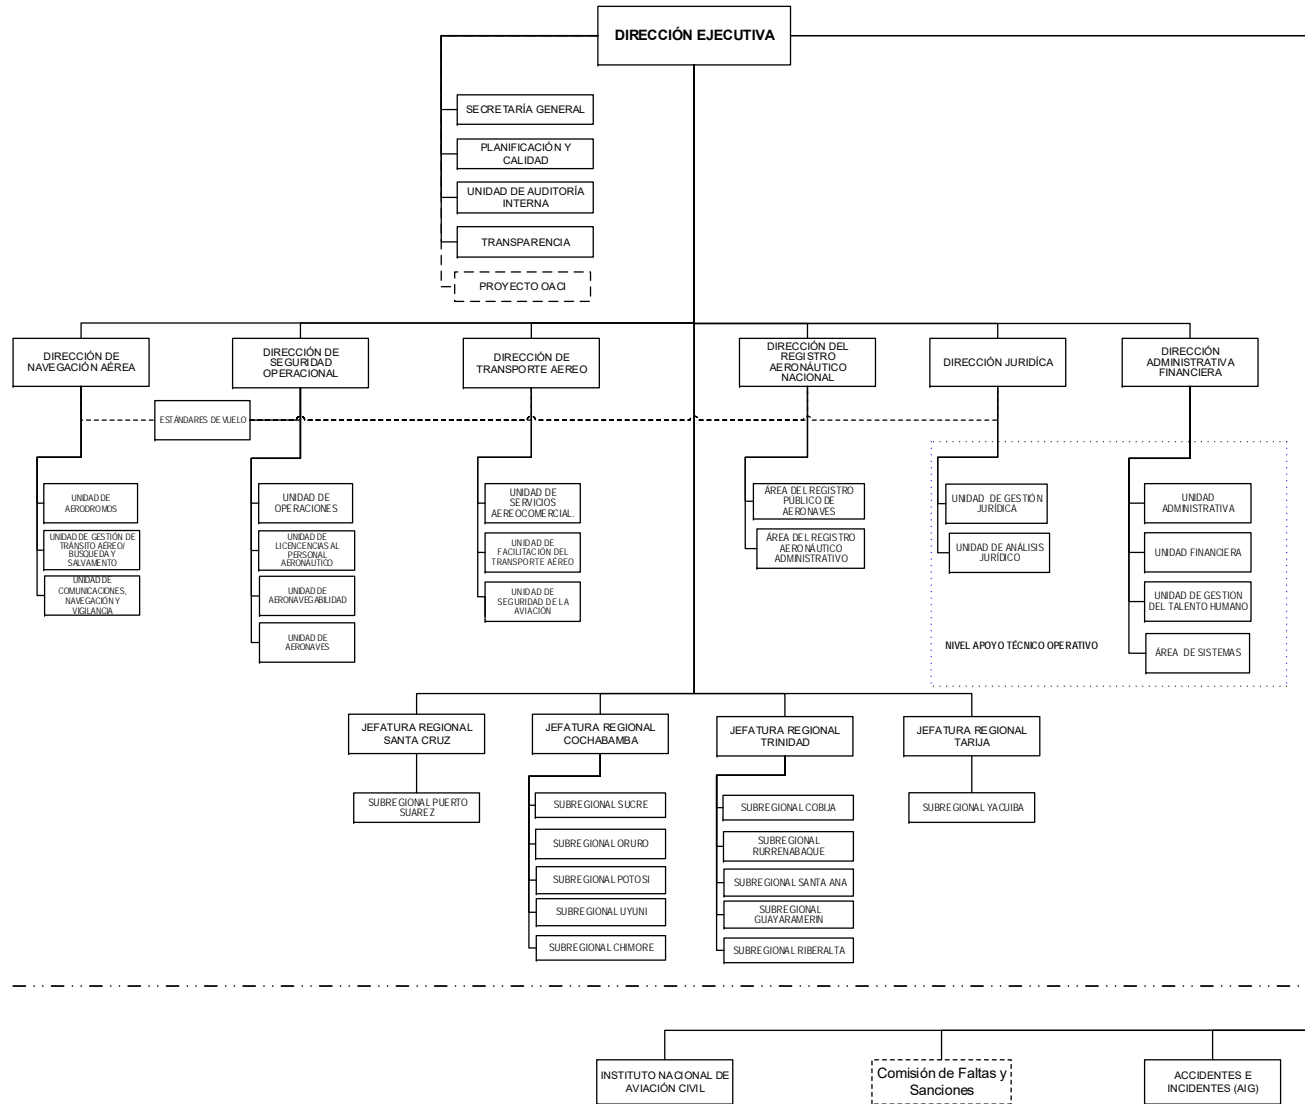 DIRECCIÓN EJECUTIVA
SECRETARÍA GENERAL
PLANIFICACIÓN Y
CALIDAD
UNIDAD DE AUDITORÍA
INTERNA
TRANSPARENCIA
PROYECTO OACI
DIRECCIÓN DE
NAVEGACIÓN AÉREA
DIRECCIÓN DE
SEGURIDAD
OPERACIONAL
DIRECCIÓN DE
TRANSPORTE AEREO
DIRECCIÓN DEL
REGISTRO
AERONÁUTICO
NACIONAL
DIRECCIÓN JURIDÍCA
DIRECCIÓN
ADMINISTRATIVA
FINANCIERA
ESTÁNDARES DE VUELO
UNIDAD DE
AERODROMOS
UNIDAD DE GESTIÓN DE
TRÁNSITO AÉREO/
BÚSQUEDA Y
SALVAMENTO
UNIDAD DE
COMUNICACIONES,
NAVEGACIÓN Y
VIGILANCIA
UNIDAD DE
OPERACIONES
UNIDAD DE
LICENCENCIAS AL
PERSONAL
AERONÁUTICO
UNIDAD DE
AERONAVEGABILIDAD
UNIDAD DE
AERONAVES
UNIDAD DE
SERVICIOS
AEREOCOMERCIAL.
UNIDAD DE
FACILITACIÓN DEL
TRANSPORTE AÉREO
UNIDAD DE
SEGURIDAD DE LA
AVIACIÓN
ÁREA DEL REGISTRO
PÚBLICO DE
AERONAVES
ÁREA DEL REGISTRO
AERONÁUTICO
ADMINISTRATIVO
UNIDAD DE GESTIÓN
JURÍDICA
UNIDAD DE ANÁLISIS
JURÍDICO
UNIDAD
ADMINISTRATIVA
UNIDAD FINANCIERA
UNIDAD DE GESTION
DEL TALENTO HUMANO
ÁREA DE SISTEMAS
NIVEL APOYO TÉCNICO OPERATIVO
JEFATURA REGIONAL
SANTA CRUZ
JEFATURA REGIONAL
COCHABAMBA
JEFATURA REGIONAL
TRINIDAD
JEFATURA REGIONAL
TARIJA
SUBREGIONAL PUERTO
SUAREZ
SUBREGIONAL SUCRE
SUBREGIONAL ORURO
SUBREGIONAL POTOSI
SUBREGIONAL UYUNI
SUBREGIONAL CHIMORE
SUBREGIONAL COBIJA
SUBREGIONAL
RURRENABAQUE
SUBREGIONAL SANTA ANA
SUBREGIONAL
GUAYARAMERIN
SUBREGIONAL RIBERALTA
SUBREGIONAL YACUIBA
INSTITUTO NACIONAL DE
AVIACIÓN CIVIL
Comisión de Faltas y
Sanciones
ACCIDENTES E
INCIDENTES (AIG)